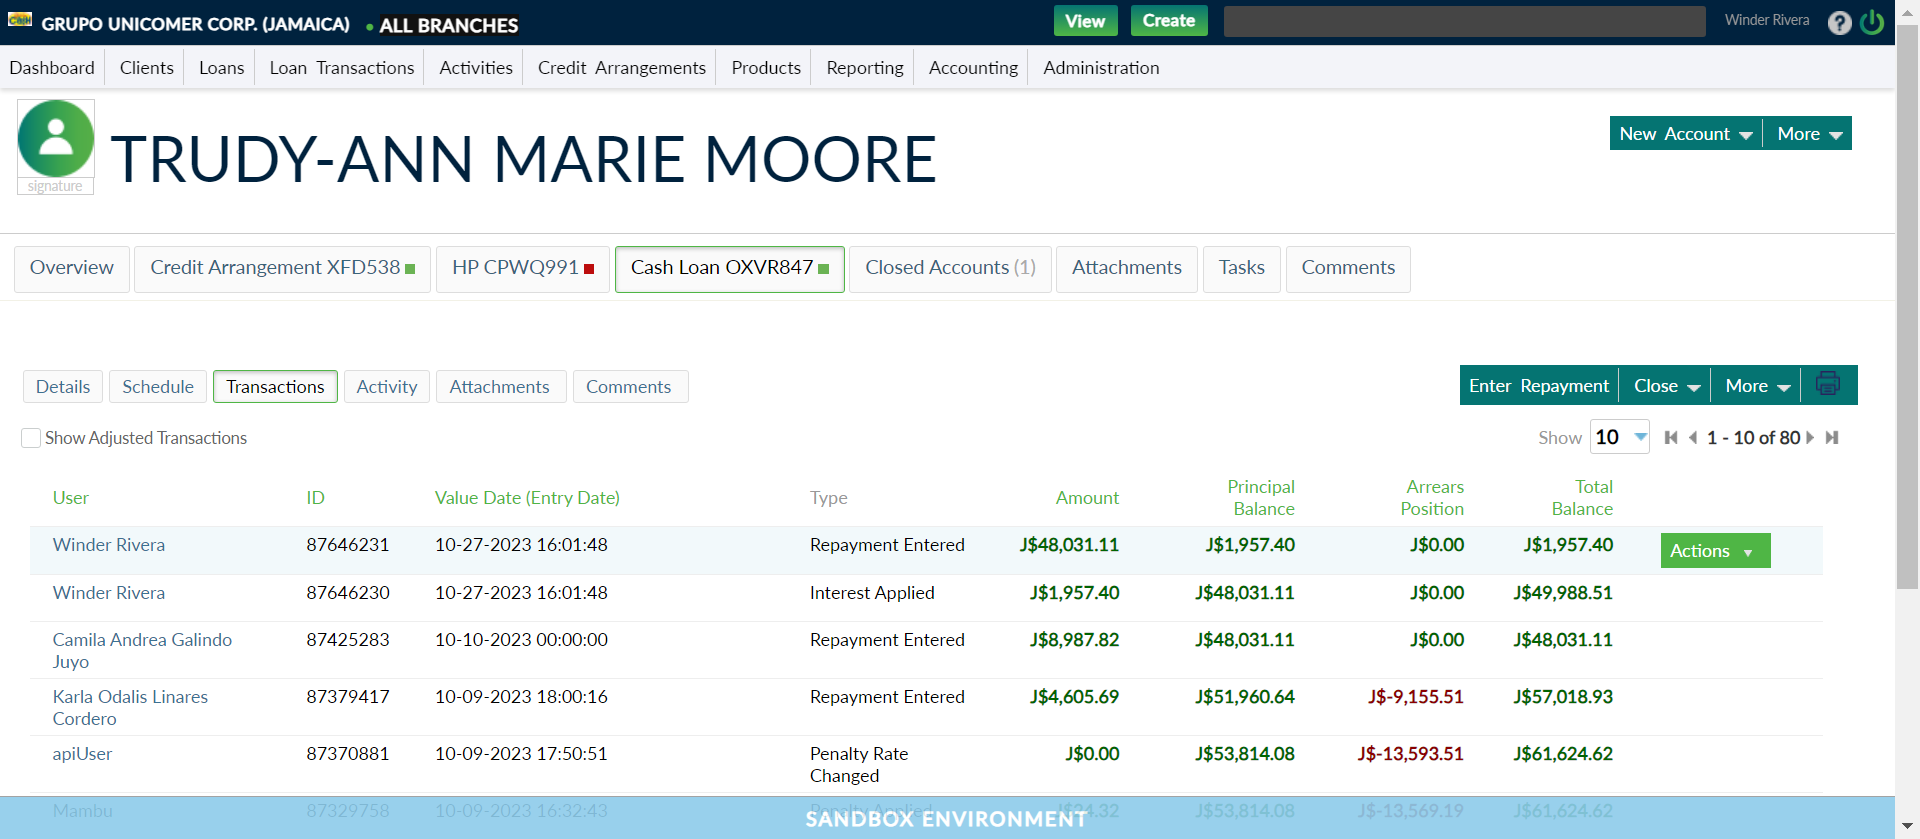 Cash GRUPO UNICOMER CORP. (JAMAICA) ALL BRANCHES View Create Winder Rivera ?
Dashboard Clients Loans Loan Transactions Activities Credit Arrangements Products Reporting Accounting Administration
signature
TRUDY-ANN MARIE MOORE
New Account More
Overview Credit Arrangement XFD538 HP CPWQ991 Cash Loan OXVR847 Closed Accounts (1) Attachments Tasks Comments
Details Schedule Transactions Activity Attachments Comments Enter Repayment Close More
Show Adjusted Transactions Show 10 1 - 10 of 80
User ID Value Date (Entry Date) Type Amount Principal Balance Arrears Position Total Balance
Winder Rivera 87646231 10-27-2023 16:01:48 Repayment Entered J$48,031.11 J$1,957.40 J$0.00 J$1,957.40 Actions
Winder Rivera 87646230 10-27-2023 16:01:48 Interest Applied J$1,957.40 J$48,031.11 J$0.00 J$49,988.51
Camila Andrea Galindo Juyo 87425283 10-10-2023 00:00:00 Repayment Entered J$8,987.82 J$48,031.11 J$0.00 J$48,031.11
Karla Odalis Linares Cordero 87379417 10-09-2023 18:00:16 Repayment Entered J$4,605.69 J$51,960.64 J$-9,155.51 J$57,018.93
apiUser 87370881 10-09-2023 17:50:51 Penalty Rate Changed J$0.00 J$53,814.08 J$-13,593.51 J$61,624.62
Mambu 87329758 10-09-2023 16:32:43 Penalty Applied J$24.32 J$53,814.08 J$-13,569.19 J$61,624.62
SANDBOX ENVIRONMENT